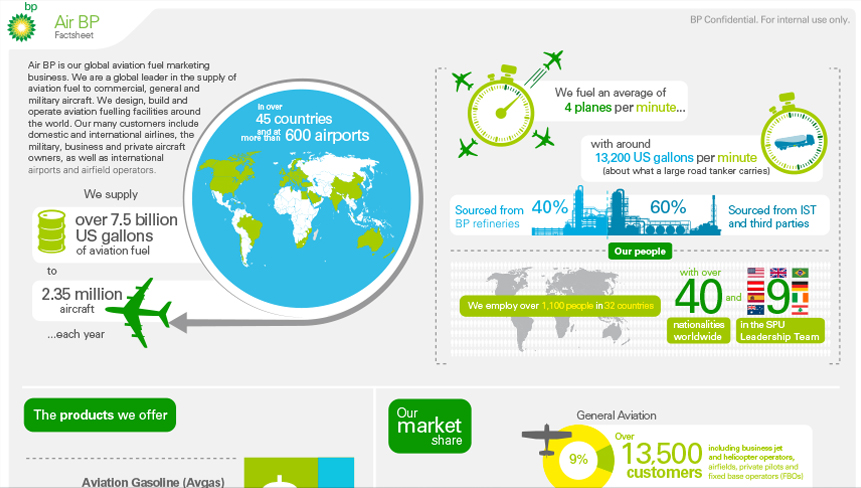 bp
Air BP
Factsheet
BP Confidential. For internal use only.
Air BP is our global aviation fuel marketing
business. We are a global leader in the supply of
aviation fuel to commercial, general and
military aircraft. We design, build and
operate aviation fuelling facilities around
the world. Our many customers include
domestic and international airlines, the
military, business and private aircraft
owners, as well as international
airports and airfield operators.
We supply
over 7.5 billion
US gallons
of aviation fuel
to
2.35 million
aircraft
...each year
In over
45 countries
and at
more than 600 airports
We fuel an average of
4 planes per minute...
with around
13,200 US gallons per minute
(about what a large road tanker carries)
Sourced from
BP refineries
40%
60%
Sourced from IST
and third parties
Our people
We employ over 1,100 people in 32 countries
with over
40
nationalities
worldwide
and
9
in the SPU
Leadership Team
The products we offer
Aviation Gasoline (Avgas)
Our
market
share
General Aviation
9%
Over
13,500
customers
including business jet
and helicopter operators,
airfields, private pilots and
fixed base operators (FBOs)